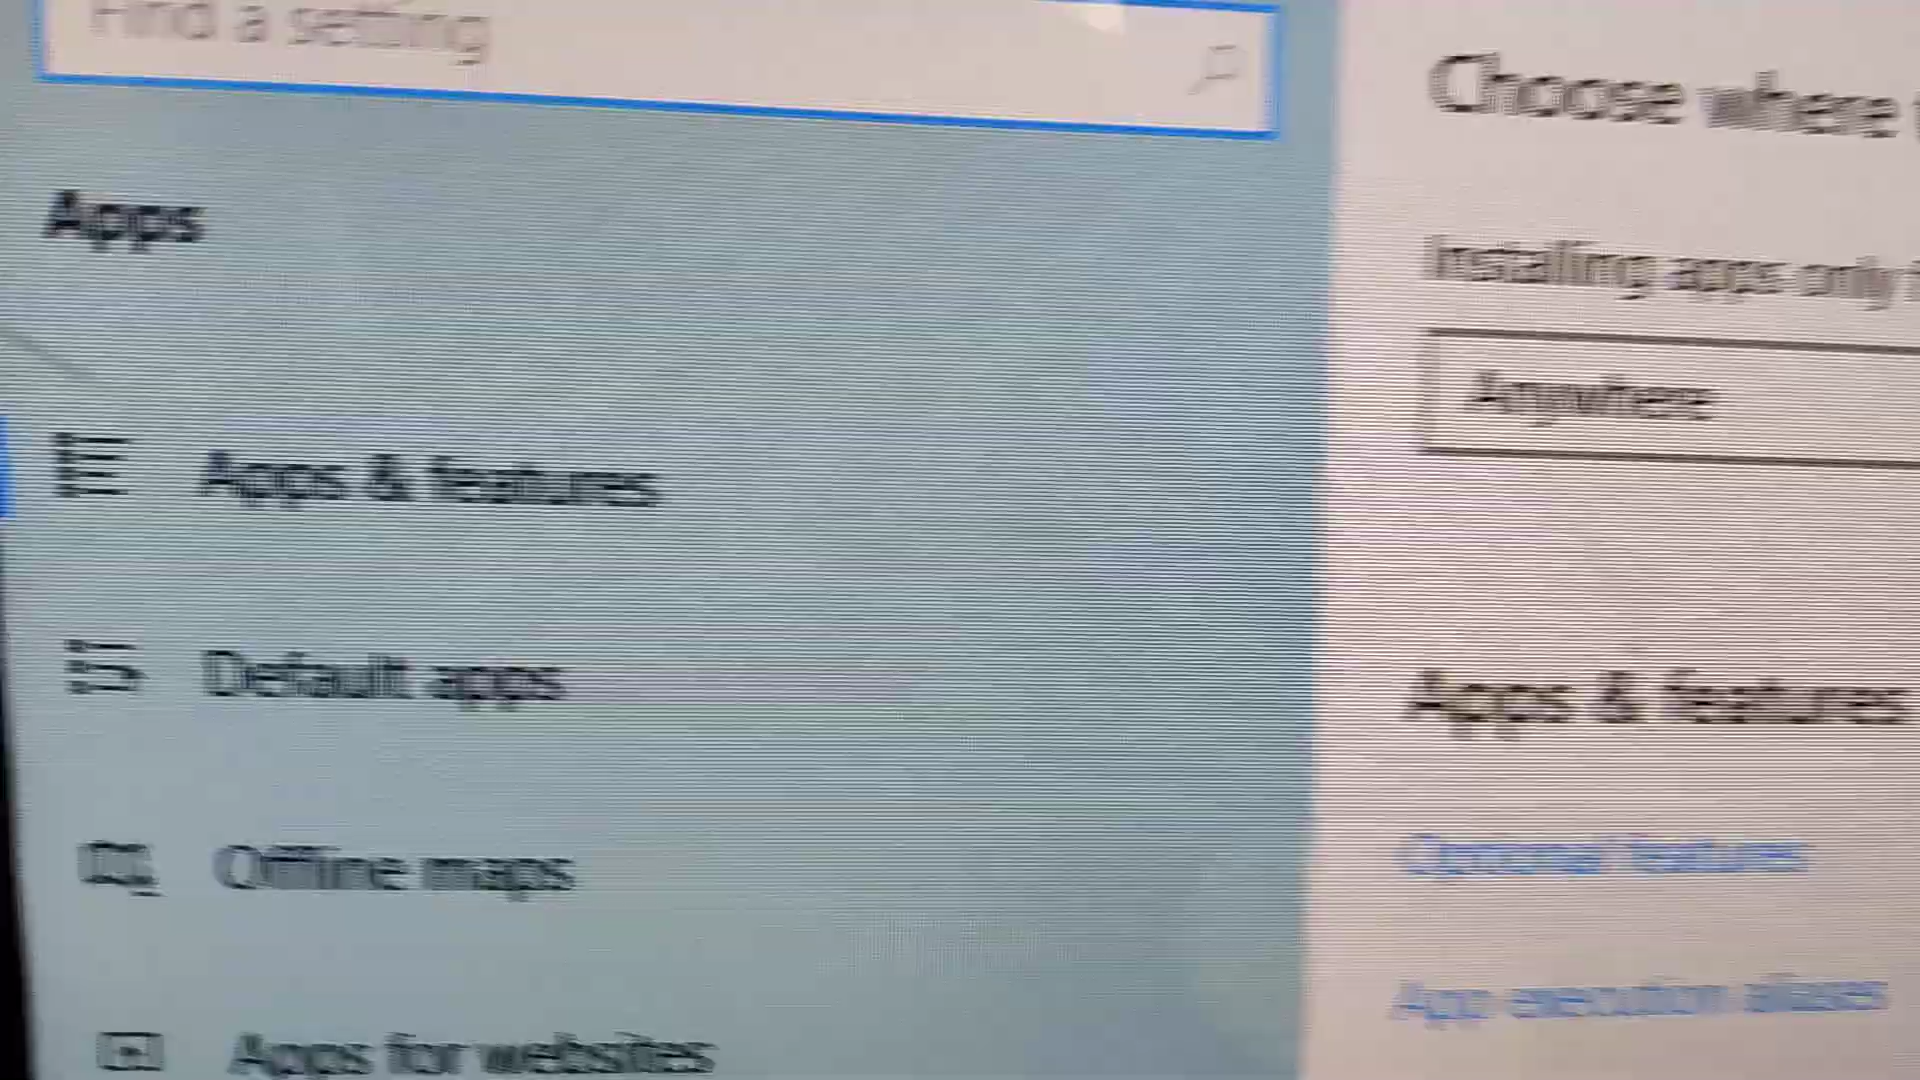 Find a setting
Apps
Apps & features
Default apps
Offline maps
Apps for websites
Choose where
Installing apps only
Anywhere
Apps & features
Optional features
App execution aliases